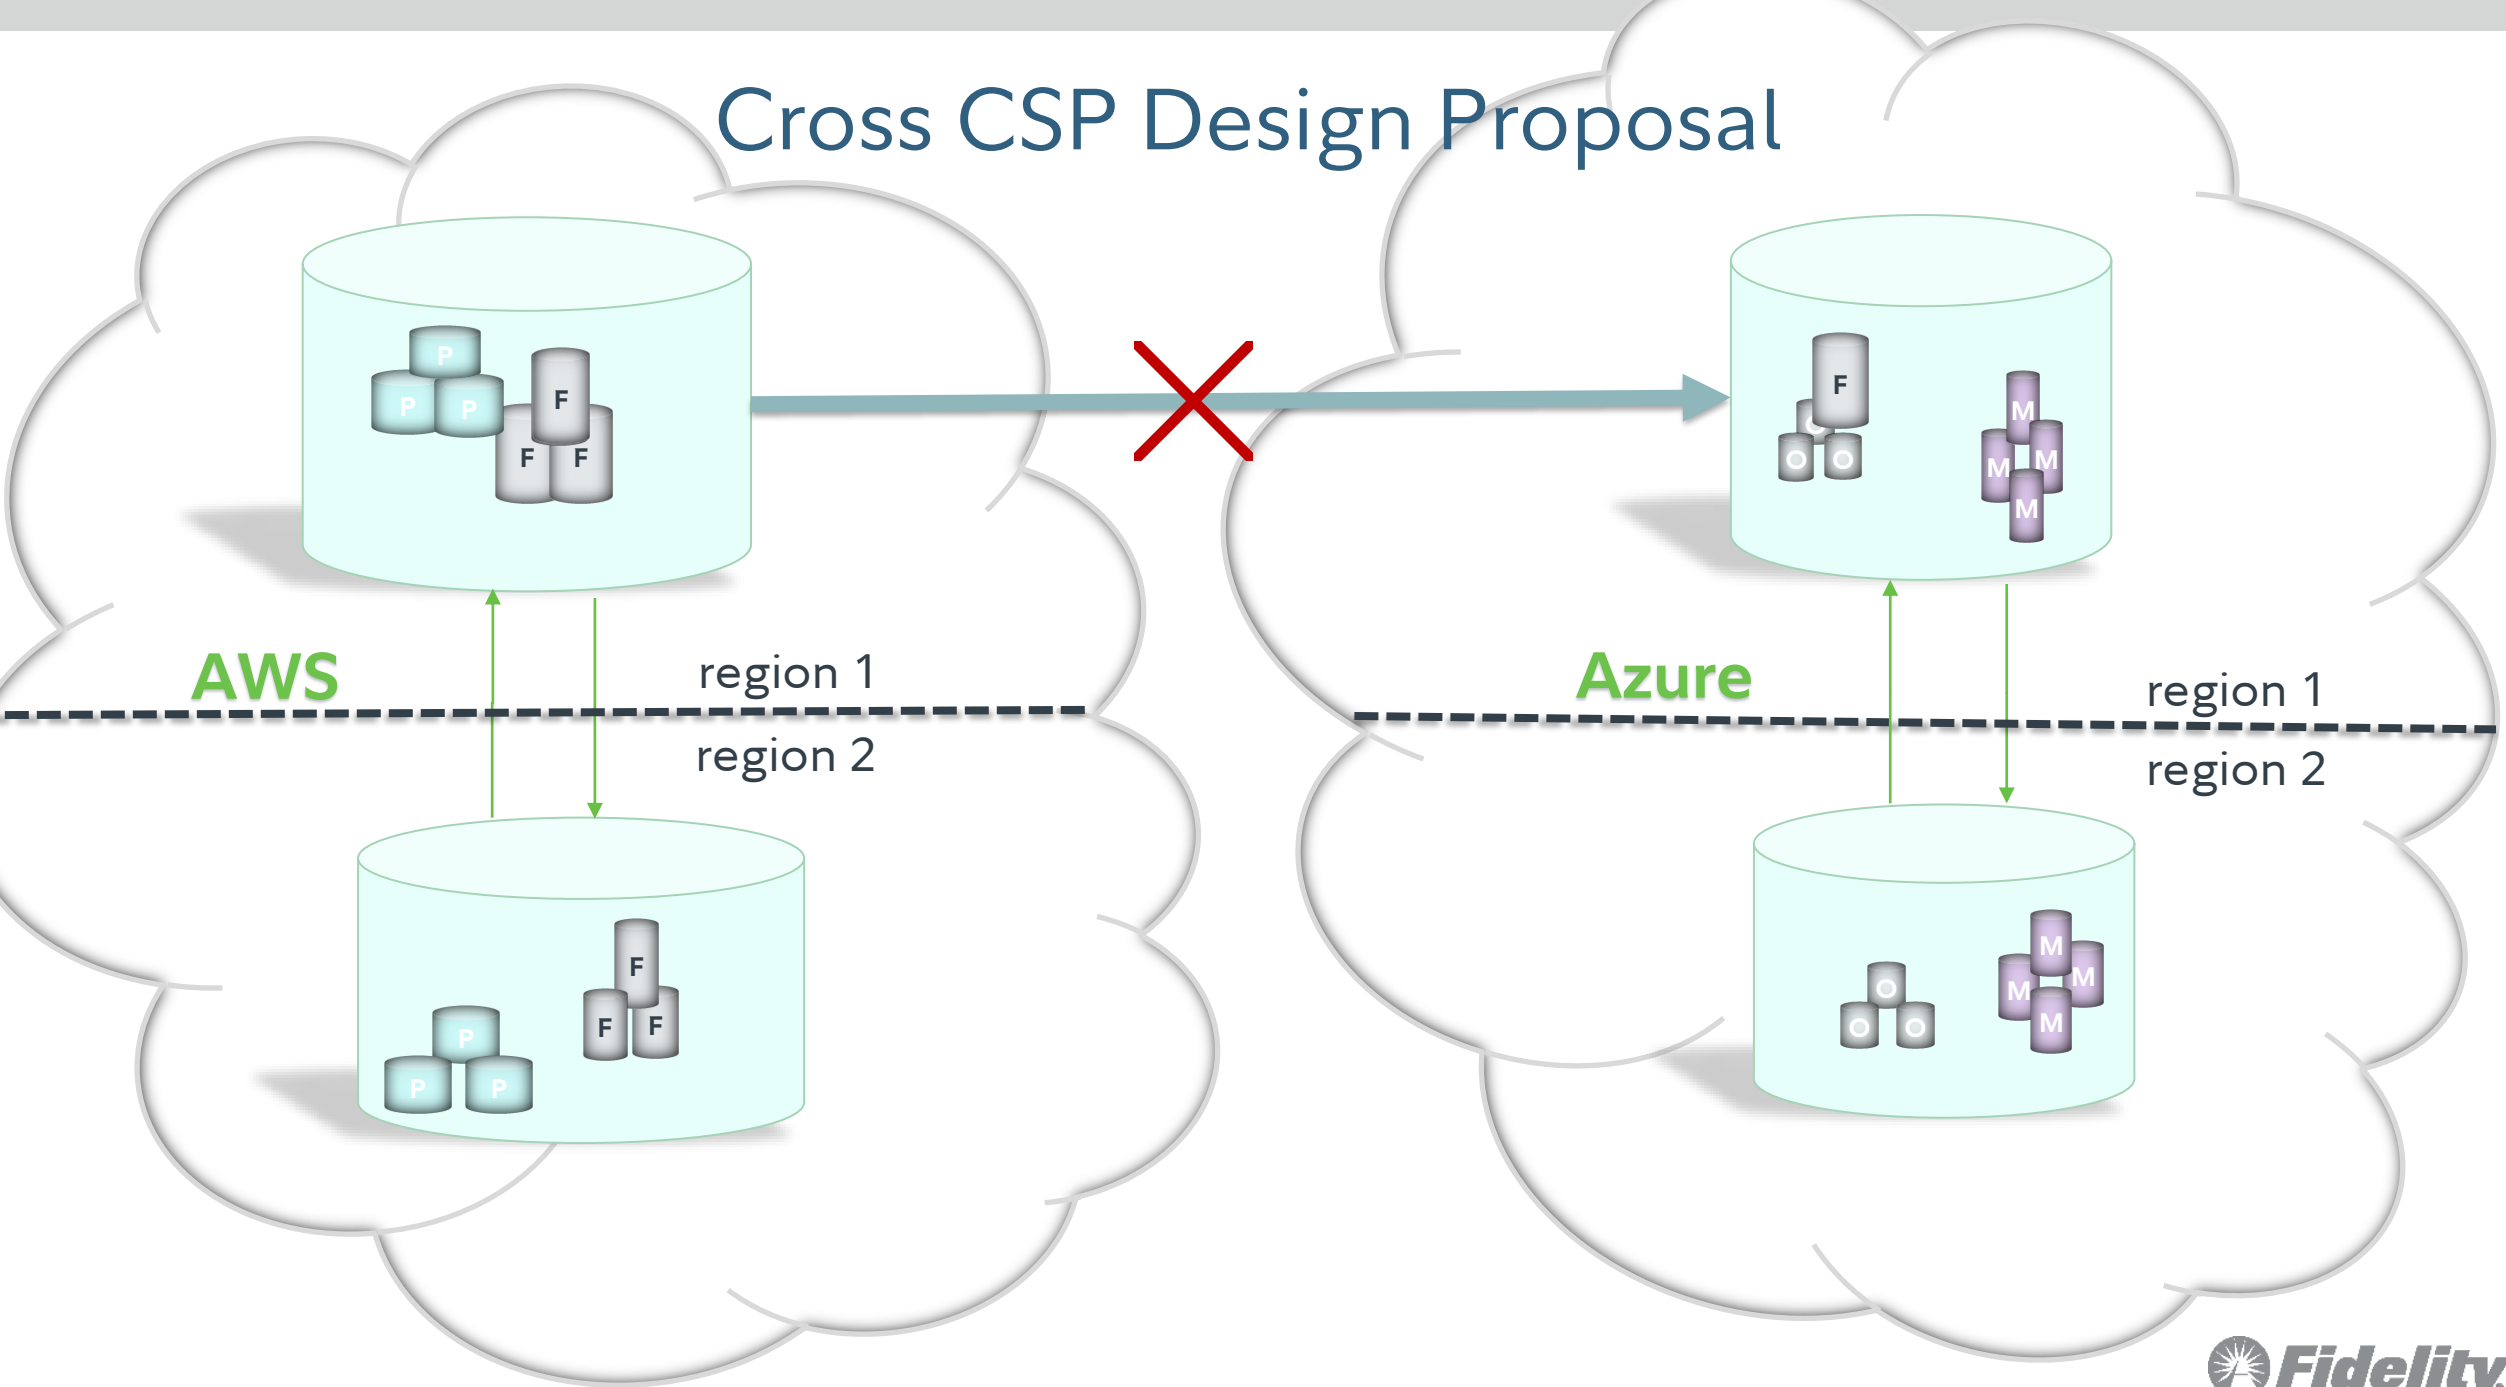 Cross CSP Design Proposal
P
P P
F
F F
F
O
O O
M
M M
M
AWS
region 1
region 2
Azure
region 1
region 2
P
P P
F
F F
O
O O
M
M M
M
Fidelity